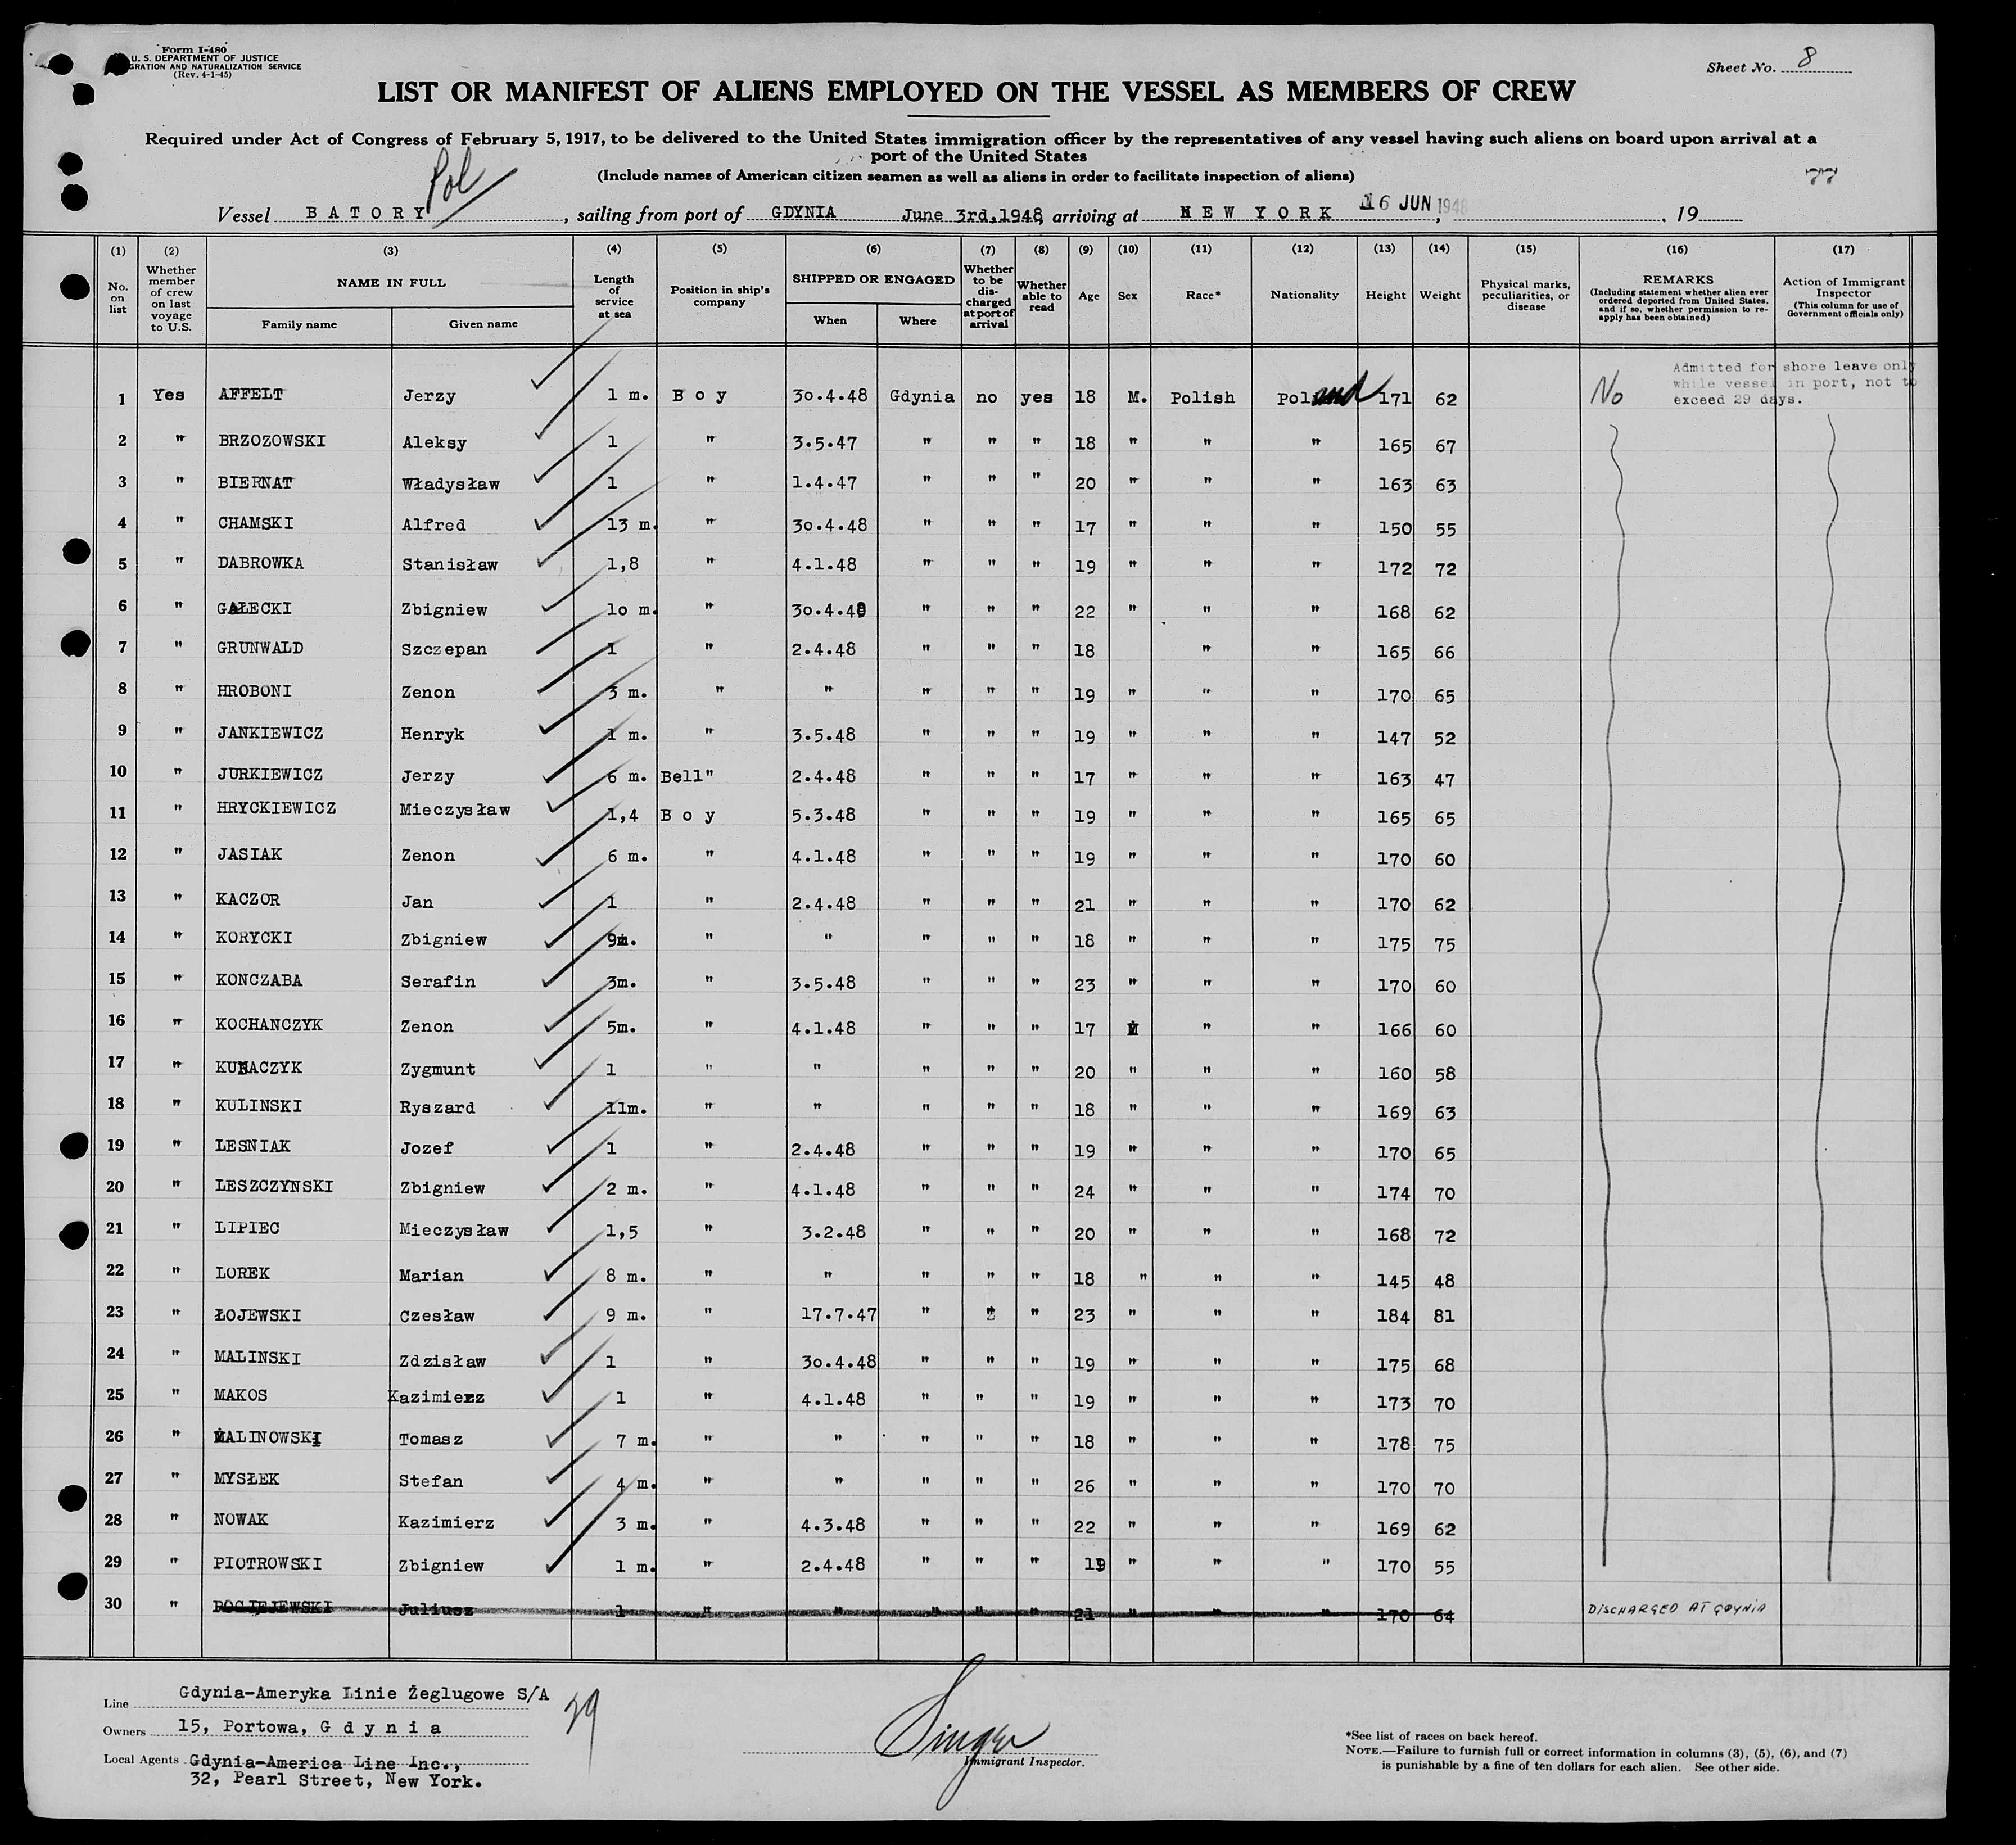 Form I-480
U. S. DEPARTMENT OF JUSTICE
GRATION AND NATURALIZATION SERVICE
(Rev. 4-1-45)
Sheet No. 8
LIST OR MANIFEST OF ALIENS EMPLOYED ON THE VESSEL AS MEMBERS OF CREW
Required under Act of Congress of February 5, 1917, to be delivered to the United States immigration officer by the representatives of any vessel having such aliens on board upon arrival at a
port of the United States
(Include names of American citizen seamen as well as aliens in order to facilitate inspection of aliens)
77
Pol
Vessel BATORY, sailing from port of GDYNIA June 3rd, 1948, arriving at NEW YORK 16 JUN 1948, 19
(1) (2) (3) (4) (5) (6) (7) (8) (9) (10) (11) (12) (13) (14) (15) (16) (17)
No. on list
Whether member of crew on last voyage to U.S.
NAME IN FULL
Family name Given name
Length of service at sea
Position in ship's company
SHIPPED OR ENGAGED
When Where
Whether to be discharged at port of arrival
Whether able to read
Age
Sex
Race*
Nationality
Height
Weight
Physical marks, peculiarities, or disease
REMARKS
(Including statement whether alien ever ordered deported from United States, and if so, whether permission to re-apply has been obtained)
Action of Immigrant Inspector
(This column for use of Government officials only)
Admitted for shore leave only
while vessel in port, not to
exceed 29 days.
1 Yes AFFELT Jerzy 1 m. Boy 30.4.48 Gdynia no yes 18 M. Polish Poland 171 62 No
2 " BRZOZOWSKI Aleksy 1 " 3.5.47 " " " 18 " " " 165 67
3 " BIERNAT Władysław 1 " 1.4.47 " " " 20 " " " 163 63
4 " CHAMSKI Alfred 13 m. " 30.4.48 " " " 17 " " " 150 55
5 " DABROWKA Stanisław 1,8 " 4.1.48 " " " 19 " " " 172 72
6 " GAŁECKI Zbigniew 10 m. " 30.4.48 " " " 22 " " " 168 62
7 " GRUNWALD Szczepan 1 " 2.4.48 " " " 18 " " 165 66
8 " HROBONI Zenon 3 m. " " " " " 19 " " " 170 65
9 " JANKIEWICZ Henryk 1 m. " 3.5.48 " " " 19 " " " 147 52
10 " JURKIEWICZ Jerzy 6 m. Bell" 2.4.48 " " " 17 " " " 163 47
11 " HRYCKIEWICZ Mieczysław 1,4 Boy 5.3.48 " " " 19 " " " 165 65
12 " JASIAK Zenon 6 m. " 4.1.48 " " " 19 " " " 170 60
13 " KACZOR Jan 1 " 2.4.48 " " " 21 " " " 170 62
14 " KORYCKI Zbigniew 9m. " " " " " 18 " " " 175 75
15 " KONCZABA Serafin 3m. " 3.5.48 " " " 23 " " " 170 60
16 " KOCHANCZYK Zenon 5m. " 4.1.48 " " " 17 " " 166 60
17 " Zygmunt 1 " " " " " 20 " " " 160 58
18 " KULINSKI Ryszard 11m. " " " " " 18 " " " 169 63
19 " LESNIAK Jozef 1 " 2.4.48 " " " 19 " " " 170 65
20 " LESZCZYNSKI Zbigniew 2 m. " 4.1.48 " " " 24 " " " 174 70
21 " LIPIEC Mieczysław 1,5 " 3.2.48 " " " 20 " " " 168 72
22 " LOREK Marian 8 m. " " " " " 18 " " " 145 48
23 " ŁOJEWSKI Czesław 9 m. " 17.7.47 " " " 23 " " " 184 81
24 " MALINSKI Zdzisław 1 " 30.4.48 " " " 19 " " " 175 68
25 " MAKOS Kazimierz 1 " 4.1.48 " " " 19 " " " 173 70
26 " MALINOWSKI Tomasz 7 m. " " " " " 18 " " " 178 75
27 " MYSŁEK Stefan 4 m. " " " " " 26 " " " 170 70
28 " NOWAK Kazimierz 3 m. " 4.3.48 " " " 22 " " " 169 62
29 " PIOTROWSKI Zbigniew 1 m. " 2.4.48 " " " 19 " " " 170 55
30 " POCIEJEWSKI Juliusz 1 " " " " " 21 " " " 170 64 DISCHARGED AT GDYNIA
Line Gdynia-Ameryka Linie Żeglugowe S/A
29
Owners 15, Portowa, Gdynia
Local Agents Gdynia-America Line Inc.,
32, Pearl Street, New York.
Singer
Immigrant Inspector.
*See list of races on back hereof.
NOTE.—Failure to furnish full or correct information in columns (3), (5), (6), and (7)
is punishable by a fine of ten dollars for each alien. See other side.